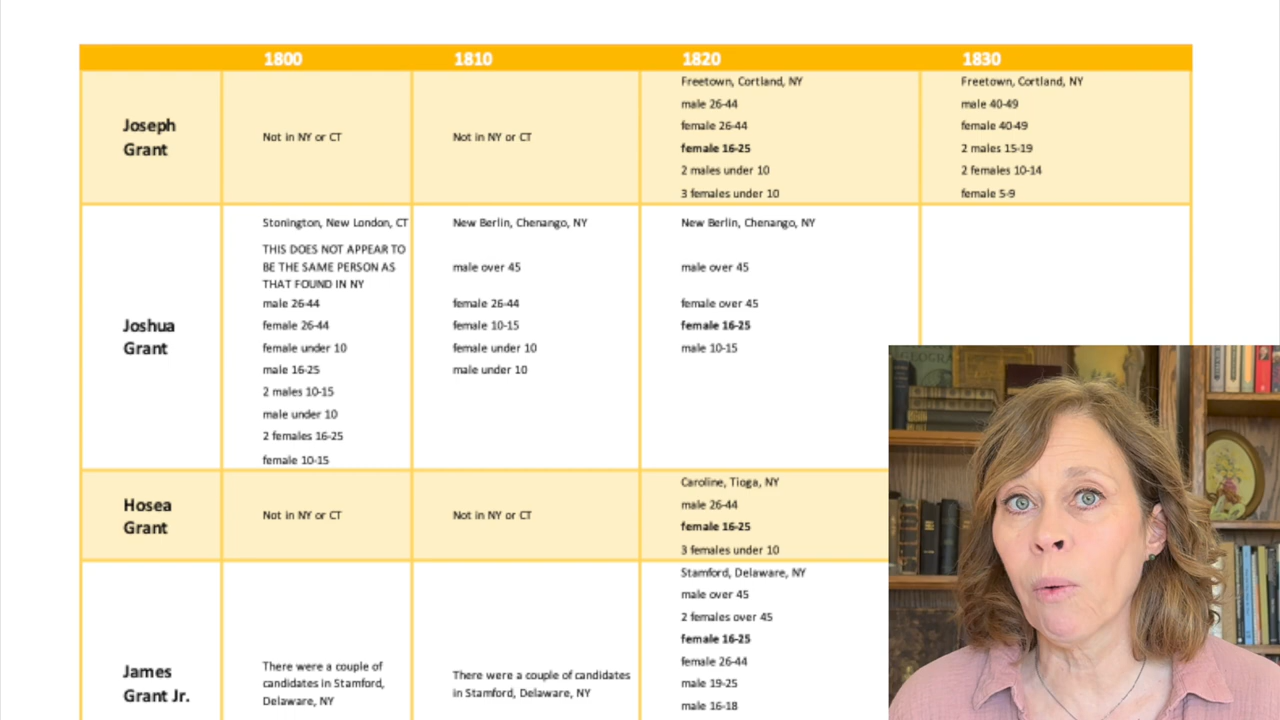 1800 1810 1820 1830
Joseph
Grant
Not in NY or CT
Not in NY or CT
Freetown, Cortland, NY
male 26-44
female 26-44
female 16-25
2 males under 10
3 females under 10
Freetown, Cortland, NY
male 40-49
female 40-49
2 males 15-19
2 females 10-14
female 5-9
Joshua
Grant
Stonington, New London, CT
THIS DOES NOT APPEAR TO
BE THE SAME PERSON AS
THAT FOUND IN NY
male 26-44
female 26-44
female under 10
male 16-25
2 males 10-15
male under 10
2 females 16-25
female 10-15
New Berlin, Chenango, NY
male over 45
female 26-44
female 10-15
female under 10
male under 10
New Berlin, Chenango, NY
male over 45
female over 45
female 16-25
male 10-15
Hosea
Grant
Not in NY or CT
Not in NY or CT
Caroline, Tioga, NY
male 26-44
female 16-25
3 females under 10
James
Grant Jr.
There were a couple of
candidates in Stamford,
Delaware, NY
There were a couple of candidates
in Stamford, Delaware, NY
Stamford, Delaware, NY
male over 45
2 females over 45
female 16-25
female 26-44
male 19-25
male 16-18